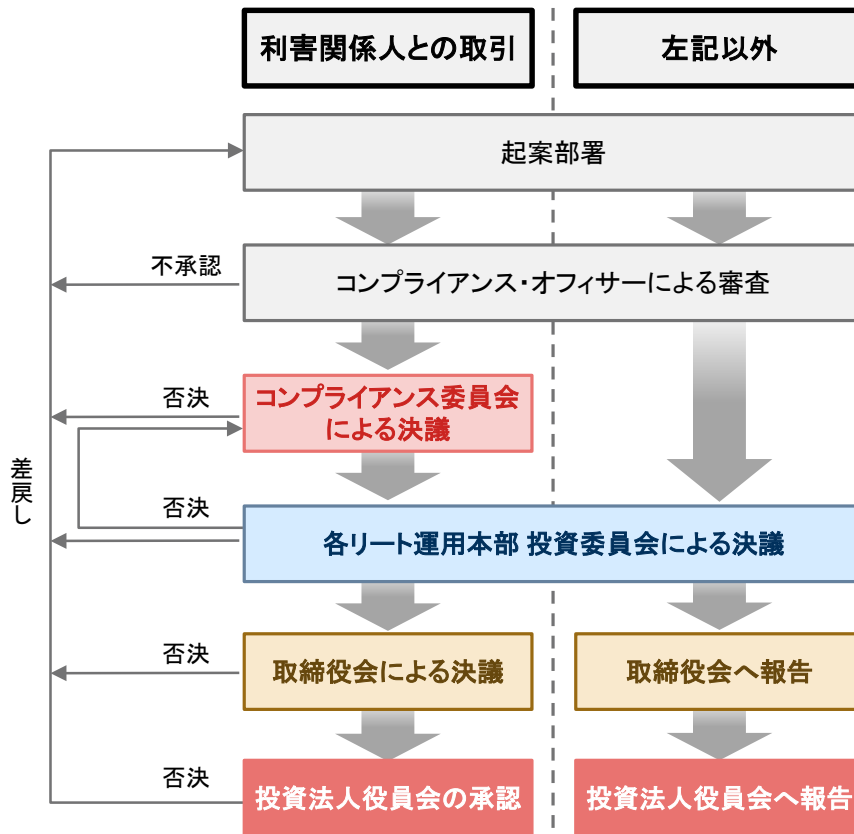 利害関係人との取引
左記以外
起案部署
不承認
コンプライアンス・オフィサーによる審査
否決
コンプライアンス委員会
による決議
差戻し
否決
各リート運用本部 投資委員会による決議
否決
取締役会による決議
取締役会へ報告
否決
投資法人役員会の承認
投資法人役員会へ報告